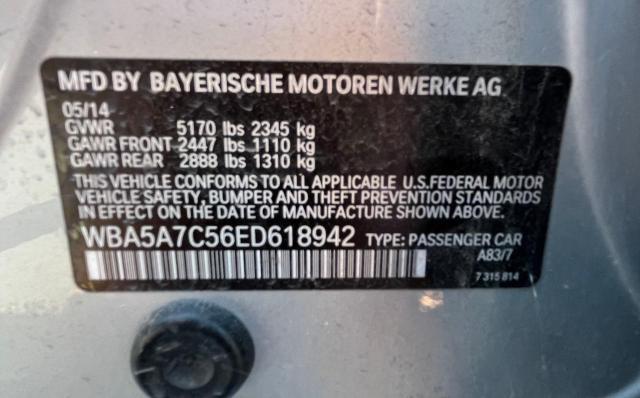 MFD BY BAYERISCHE MOTOREN WERKE AG
05/14
GVWR 5170 lbs 2345 kg
GAWR FRONT 2447 lbs 1110 kg
GAWR REAR 2888 lbs 1310 kg
THIS VEHICLE CONFORMS TO ALL APPLICABLE U.S.FEDERAL MOTOR
VEHICLE SAFETY, BUMPER AND THEFT PREVENTION STANDARDS
IN EFFECT ON THE DATE OF MANUFACTURE SHOWN ABOVE.
WBA5A7C56ED618942 TYPE: PASSENGER CAR
A83/7
7 315 814